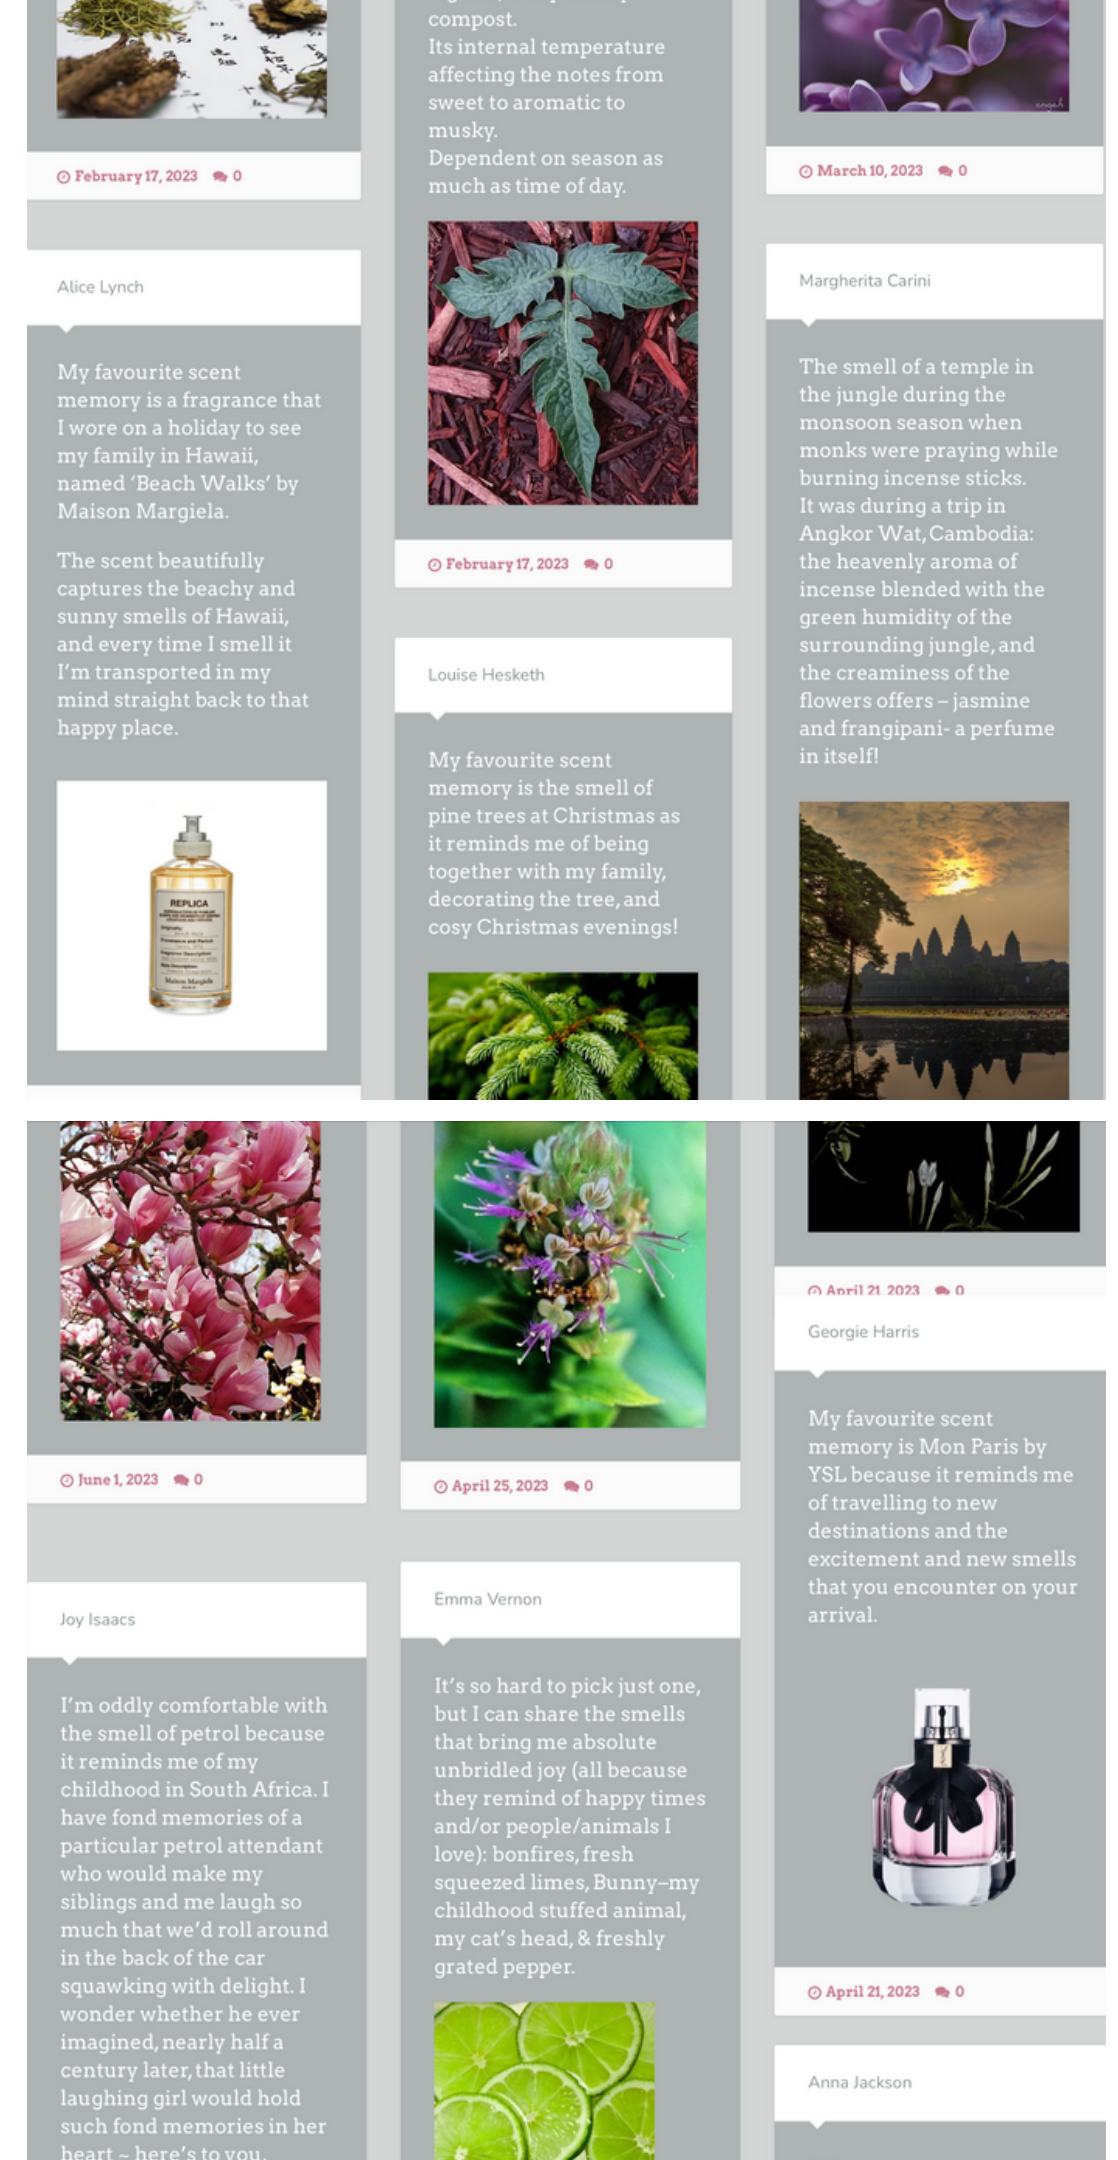 February 17, 2023 0
Alice Lynch
My favourite scent
memory is a fragrance that
I wore on a holiday to see
my family in Hawaii,
named ‘Beach Walks’ by
Maison Margiela.
The scent beautifully
captures the beachy and
sunny smells of Hawaii,
and every time I smell it
I’m transported in my
mind straight back to that
happy place.
REPLICA
Maison Margiela
compost.
Its internal temperature
affecting the notes from
sweet to aromatic to
musky.
Dependent on season as
much as time of day.
February 17, 2023 0
Louise Hesketh
My favourite scent
memory is the smell of
pine trees at Christmas as
it reminds me of being
together with my family,
decorating the tree, and
cosy Christmas evenings!
March 10, 2023 0
Margherita Carini
The smell of a temple in
the jungle during the
monsoon season when
monks were praying while
burning incense sticks.
It was during a trip in
Angkor Wat, Cambodia:
the heavenly aroma of
incense blended with the
green humidity of the
surrounding jungle, and
the creaminess of the
flowers offers – jasmine
and frangipani- a perfume
in itself!
June 1, 2023 0
Joy Isaacs
I’m oddly comfortable with
the smell of petrol because
it reminds me of my
childhood in South Africa. I
have fond memories of a
particular petrol attendant
who would make my
siblings and me laugh so
much that we’d roll around
in the back of the car
squawking with delight. I
wonder whether he ever
imagined, nearly half a
century later, that little
laughing girl would hold
such fond memories in her
heart ~ here’s to you.
April 25, 2023 0
Emma Vernon
It’s so hard to pick just one,
but I can share the smells
that bring me absolute
unbridled joy (all because
they remind of happy times
and/or people/animals I
love): bonfires, fresh
squeezed limes, Bunny–my
childhood stuffed animal,
my cat’s head, & freshly
grated pepper.
April 21, 2023 0
Georgie Harris
My favourite scent
memory is Mon Paris by
YSL because it reminds me
of travelling to new
destinations and the
excitement and new smells
that you encounter on your
arrival.
April 21, 2023 0
Anna Jackson